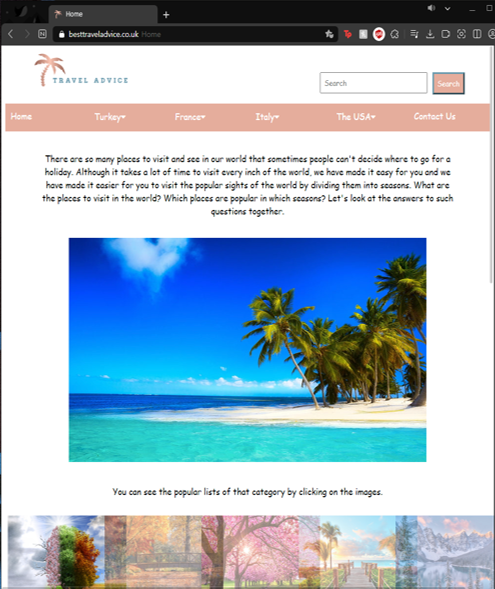 Home
besttraveladvice.co.uk Home
TRAVEL ADVICE
Search Search
Home Turkey France Italy The USA Contact Us
There are so many places to visit and see in our world that sometimes people can't decide where to go for a
holiday. Although it takes a lot of time to visit every inch of the world, we have made it easy for you and we
have made it easier for you to visit the popular sights of the world by dividing them into seasons. What are
the places to visit in the world? Which places are popular in which seasons? Let's look at the answers to such
questions together.
You can see the popular lists of that category by clicking on the images.